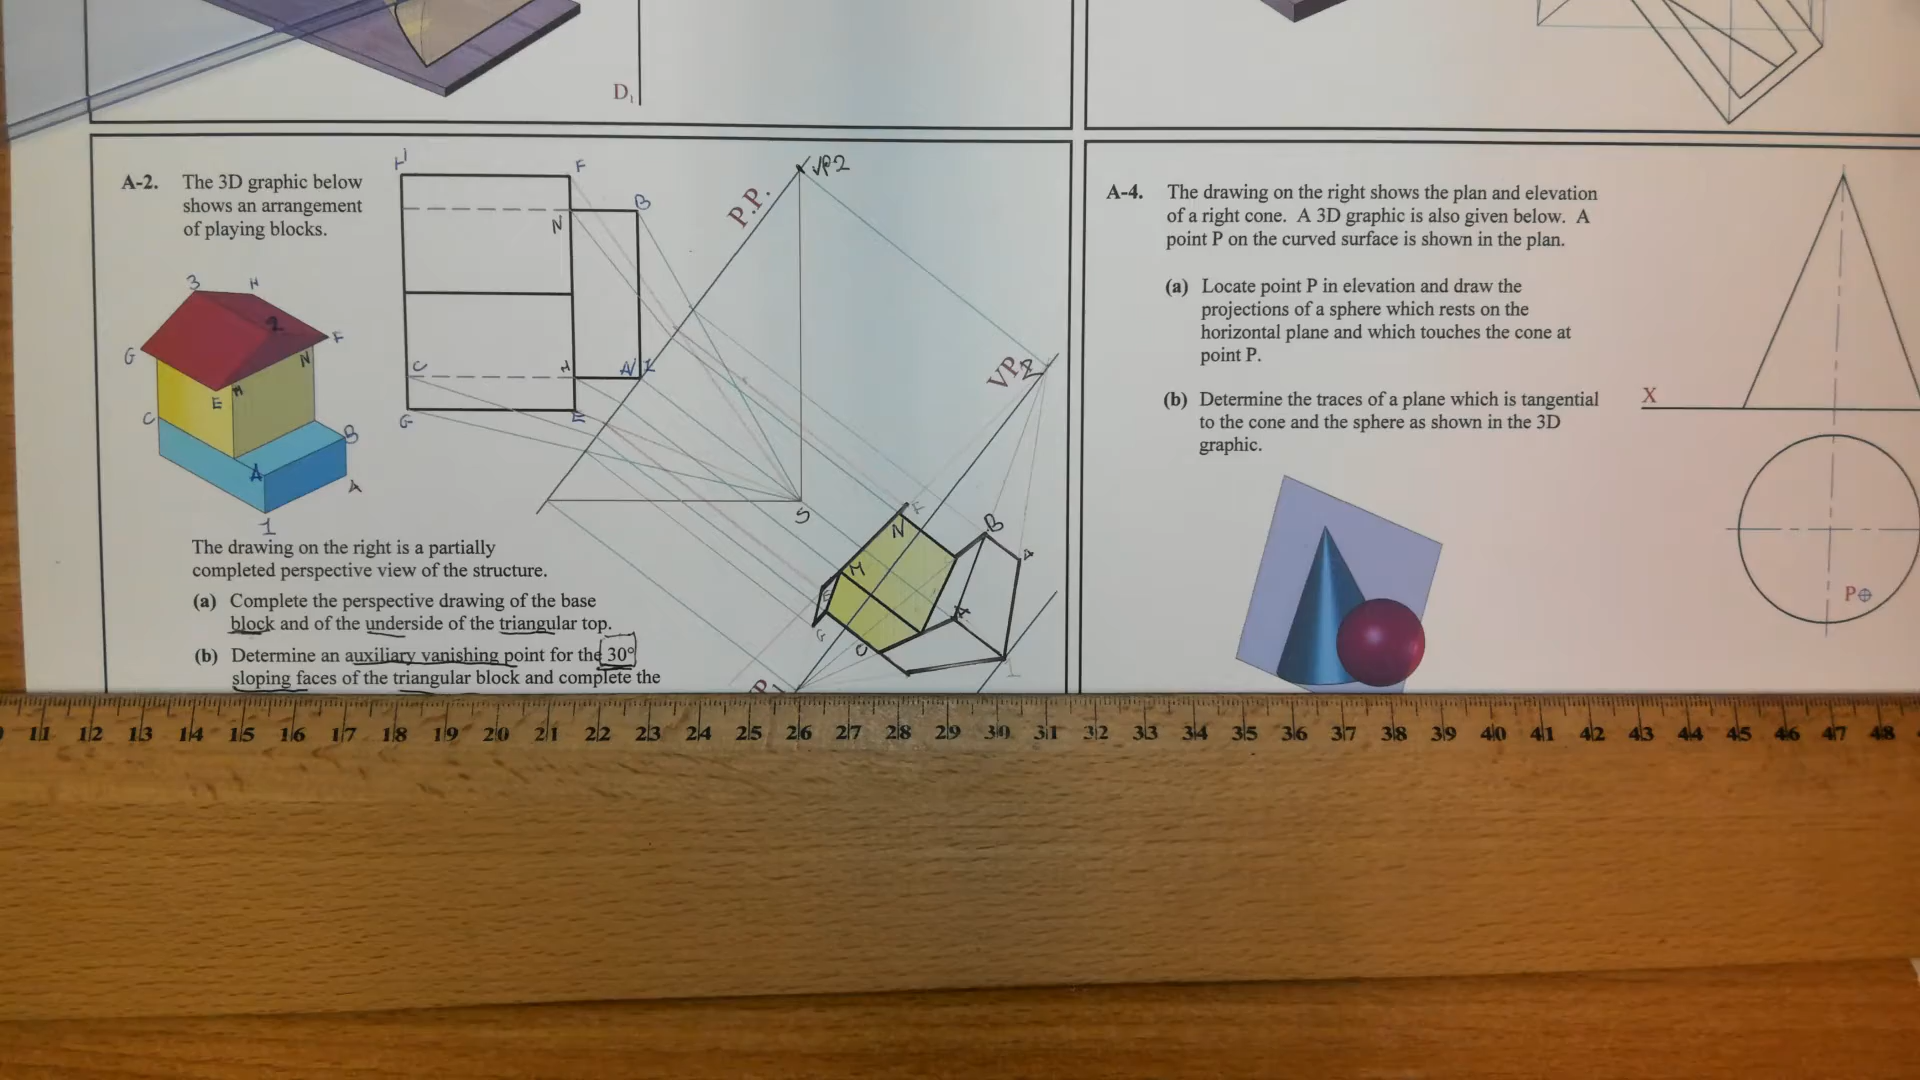 D₁
A-2. The 3D graphic below
shows an arrangement
of playing blocks.
H
F
B
N
C
A
1
G
E
P.P.
VP2
S
VP2
3
H
2
F
G
N
M
E
C
B
A
A
1
N
F
B
A
M
E
G
C
A
1
The drawing on the right is a partially
completed perspective view of the structure.
(a) Complete the perspective drawing of the base
block and of the underside of the triangular top.
(b) Determine an auxiliary vanishing point for the 30°
sloping faces of the triangular block and complete the
A-4. The drawing on the right shows the plan and elevation
of a right cone. A 3D graphic is also given below. A
point P on the curved surface is shown in the plan.
(a) Locate point P in elevation and draw the
projections of a sphere which rests on the
horizontal plane and which touches the cone at
point P.
(b) Determine the traces of a plane which is tangential
to the cone and the sphere as shown in the 3D
graphic.
X
P
11 12 13 14 15 16 17 18 19 20 21 22 23 24 25 26 27 28 29 30 31 32 33 34 35 36 37 38 39 40 41 42 43 44 45 46 47 48